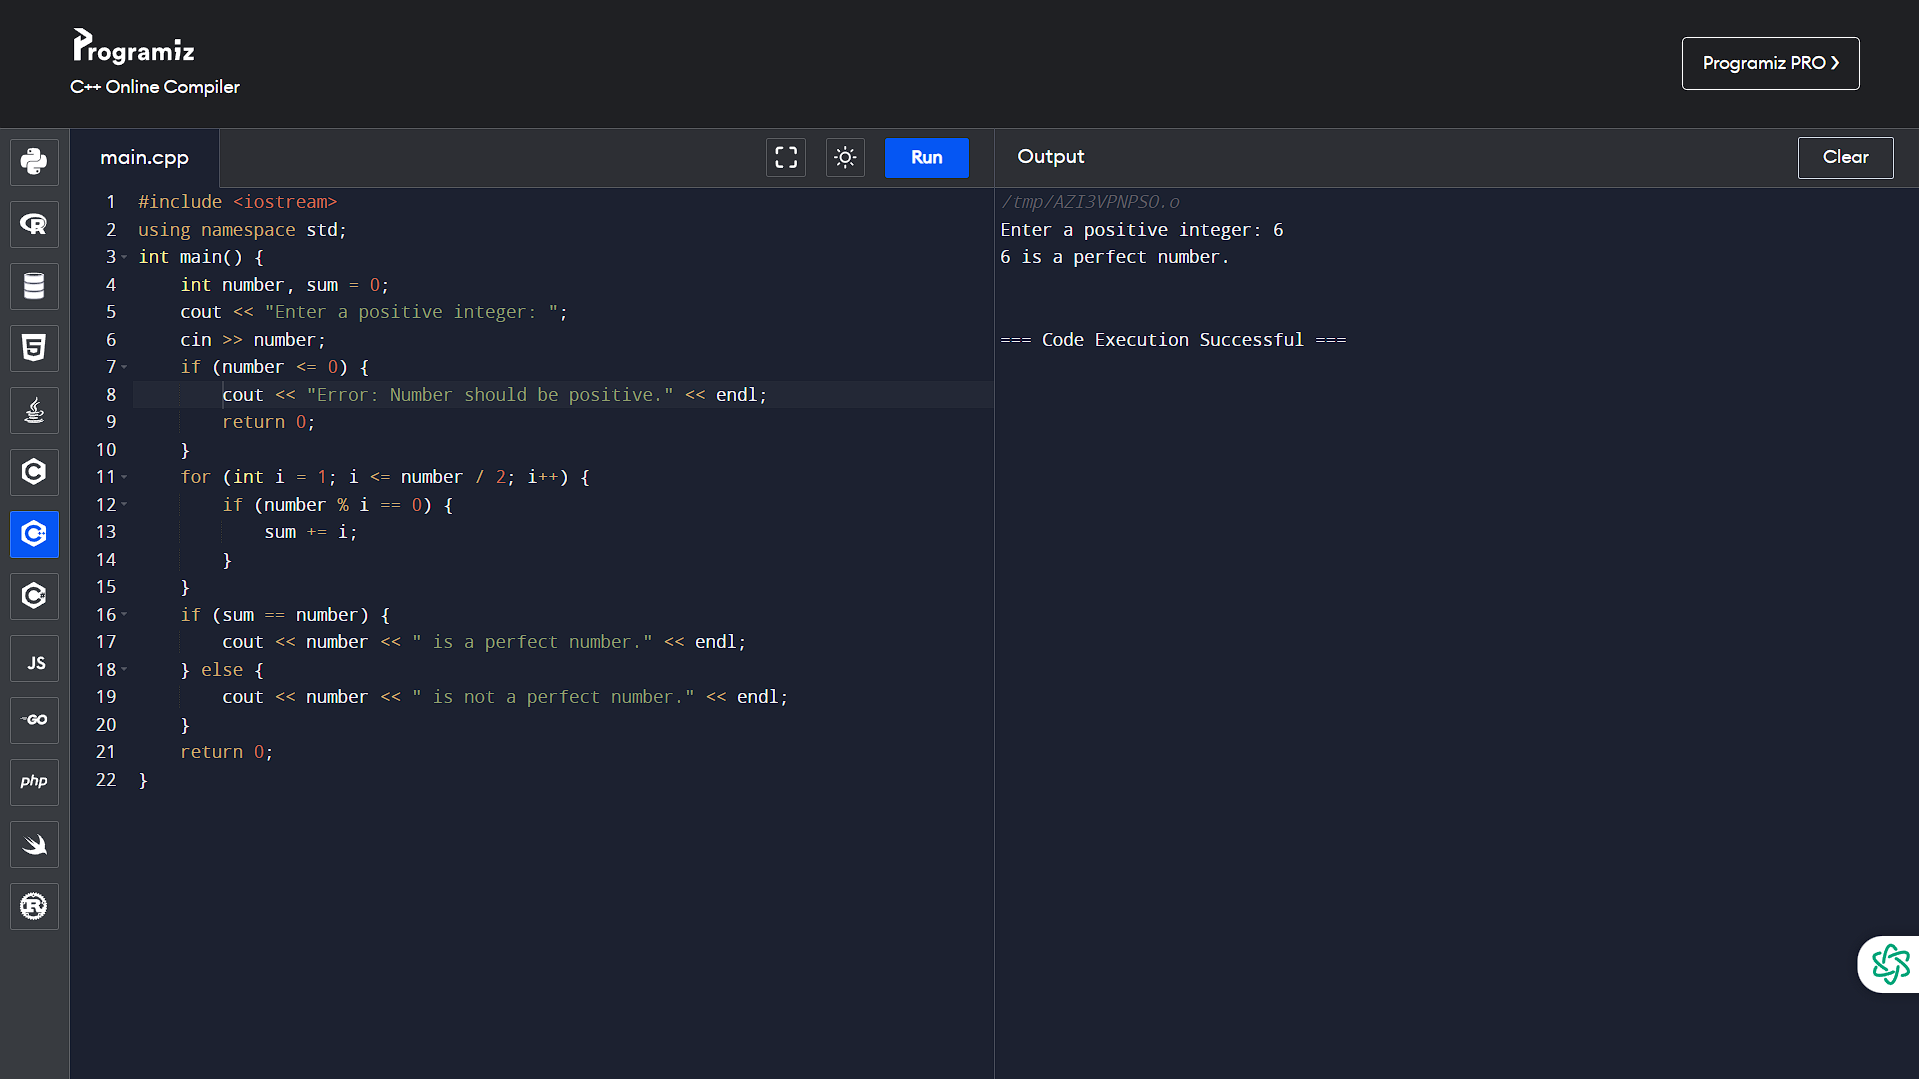 Programiz
C++ Online Compiler
Programiz PRO ❯
main.cpp
Run
Output
Clear
JS
GO
php
1 #include <iostream>
2 using namespace std;
3 int main() {
4     int number, sum = 0;
5     cout << "Enter a positive integer: ";
6     cin >> number;
7     if (number <= 0) {
8         cout << "Error: Number should be positive." << endl;
9         return 0;
10     }
11     for (int i = 1; i <= number / 2; i++) {
12         if (number % i == 0) {
13             sum += i;
14         }
15     }
16     if (sum == number) {
17         cout << number << " is a perfect number." << endl;
18     } else {
19         cout << number << " is not a perfect number." << endl;
20     }
21     return 0;
22 }
/tmp/AZI3VPNPSO.o
Enter a positive integer: 6
6 is a perfect number.
=== Code Execution Successful ===